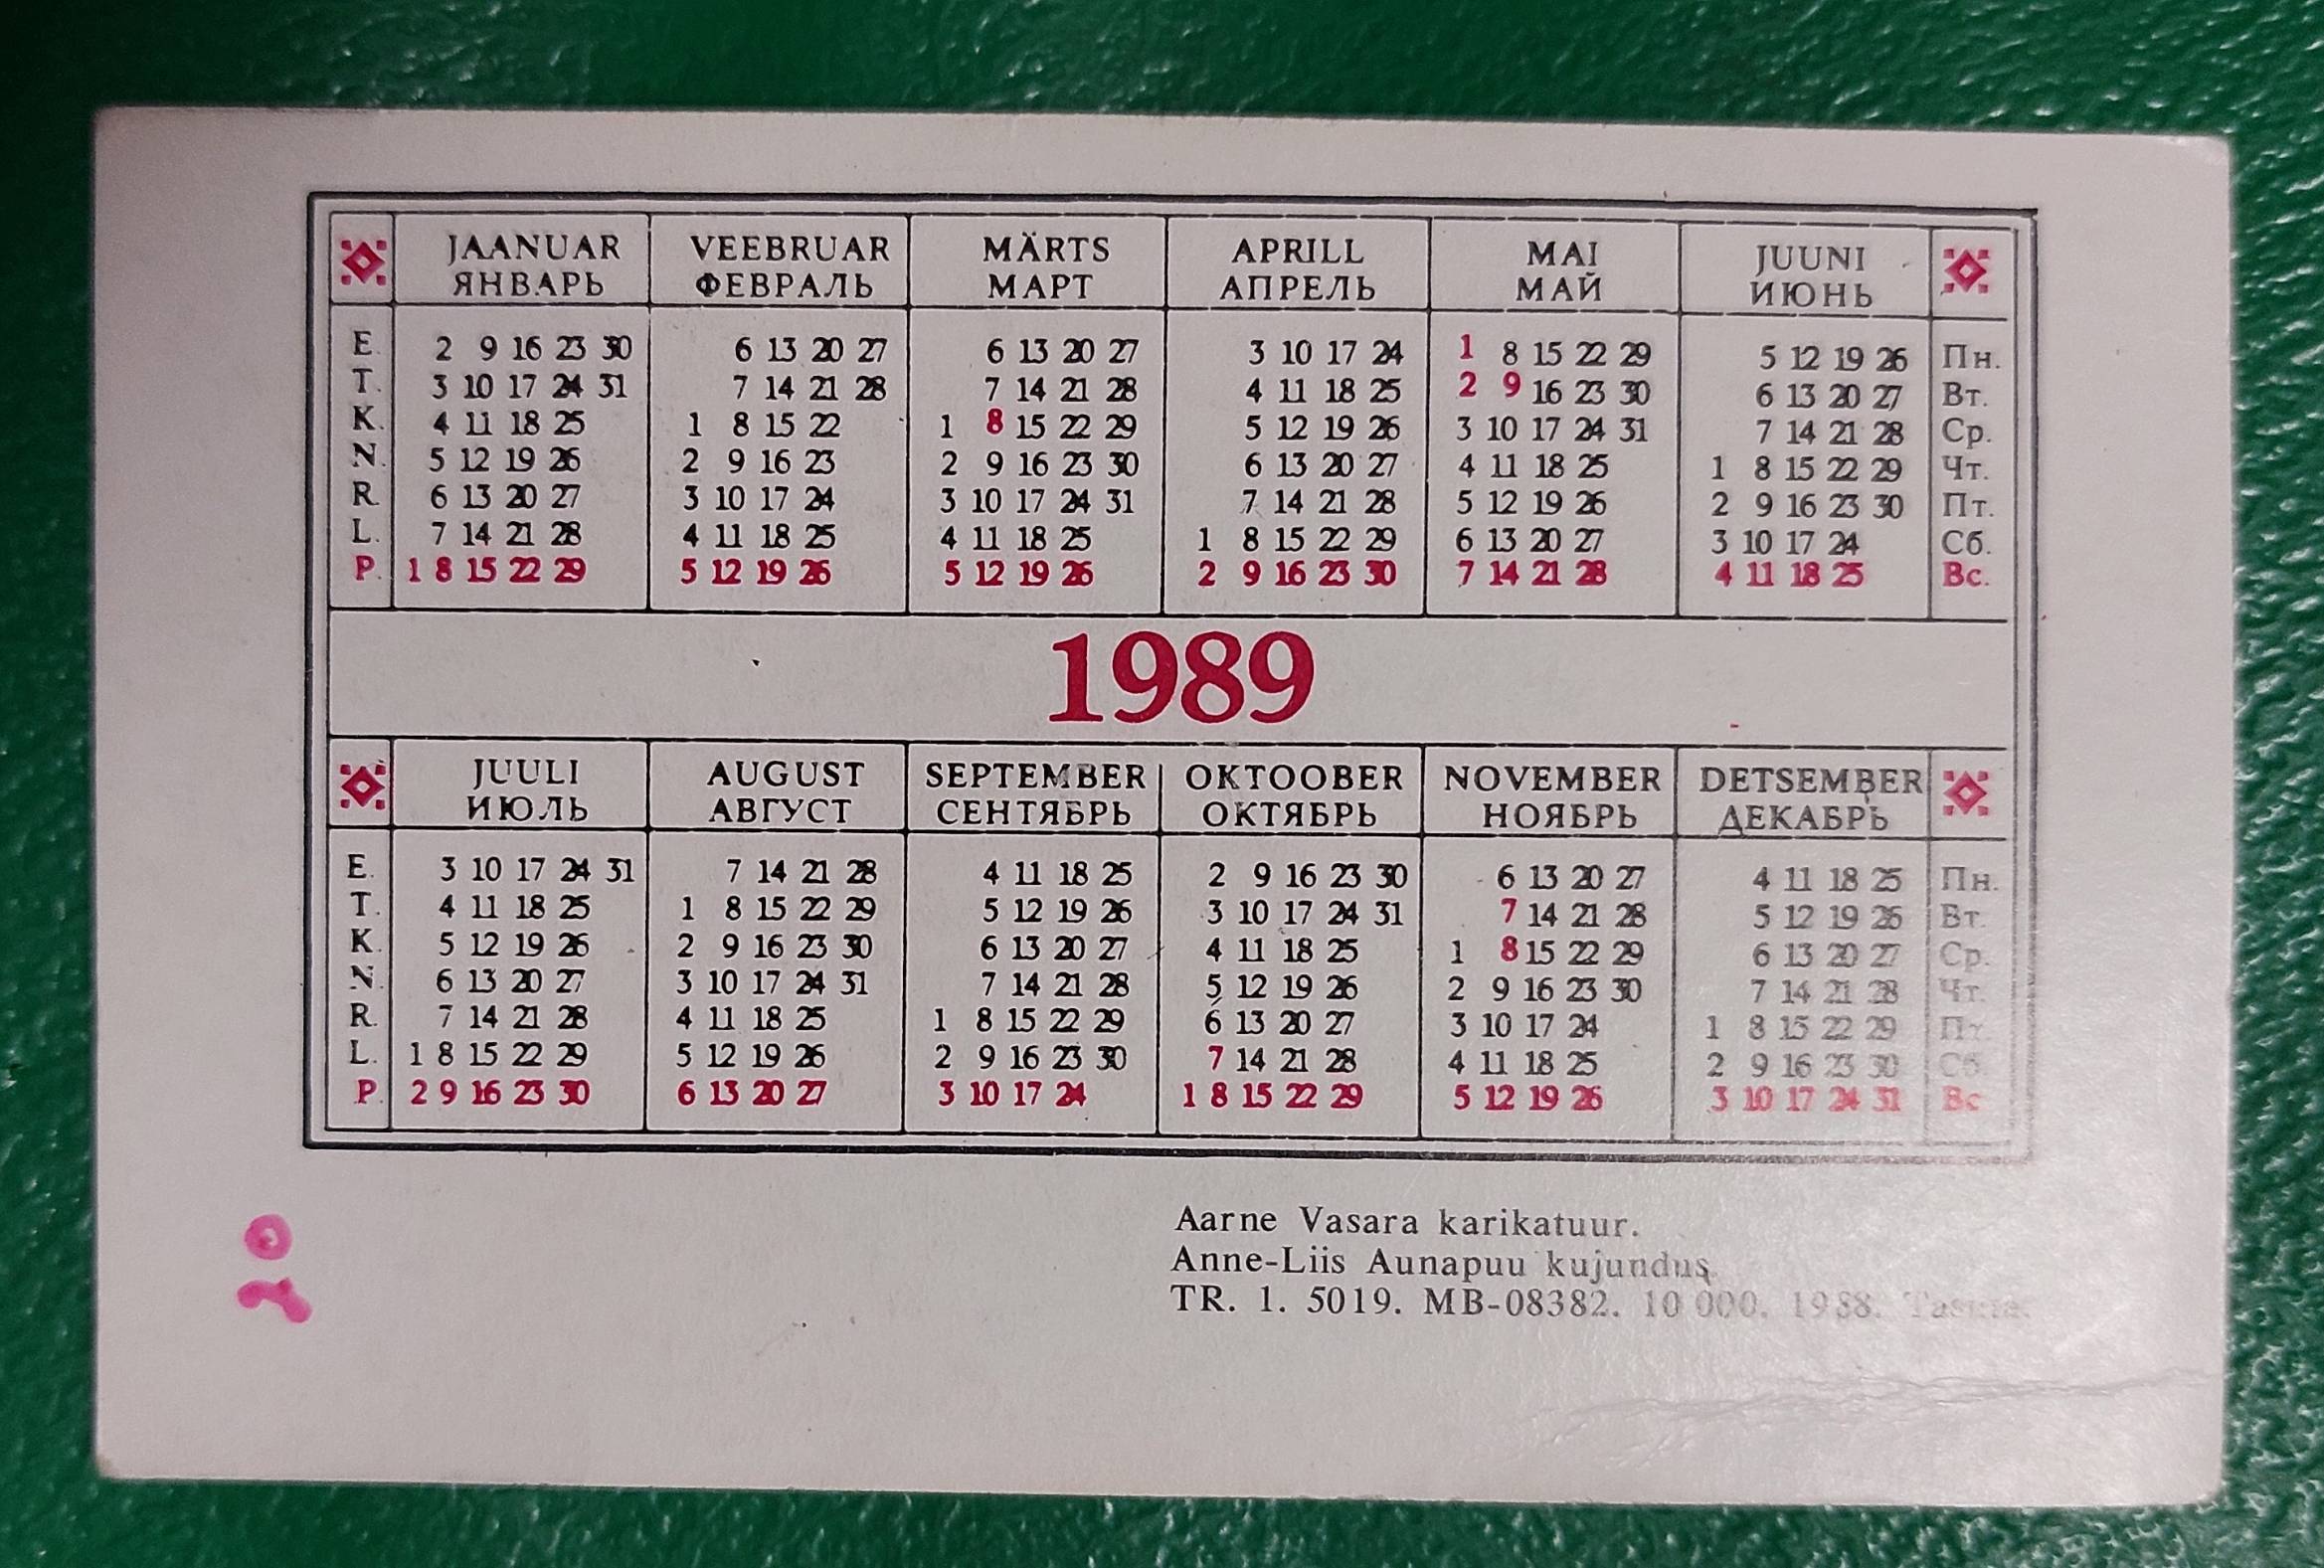 JAANUAR VEEBRUAR MÄRTS APRILL MAI JUUNI
ЯНВАРЬ ФЕВРАЛЬ МАРТ АПРЕЛЬ МАЙ ИЮНЬ
E. 2 9 16 23 30 6 13 20 27 6 13 20 27 3 10 17 24 1 8 15 22 29 5 12 19 26 Пн.
T. 3 10 17 24 31 7 14 21 28 7 14 21 28 4 11 18 25 2 9 16 23 30 6 13 20 27 Вт.
K. 4 11 18 25 1 8 15 22 1 8 15 22 29 5 12 19 26 3 10 17 24 31 7 14 21 28 Ср.
N. 5 12 19 26 2 9 16 23 2 9 16 23 30 6 13 20 27 4 11 18 25 1 8 15 22 29 Чт.
R. 6 13 20 27 3 10 17 24 3 10 17 24 31 7 14 21 28 5 12 19 26 2 9 16 23 30 Пт.
L. 7 14 21 28 4 11 18 25 4 11 18 25 1 8 15 22 29 6 13 20 27 3 10 17 24 Сб.
P. 1 8 15 22 29 5 12 19 26 5 12 19 26 2 9 16 23 30 7 14 21 28 4 11 18 25 Вс.
1989
JUULI AUGUST SEPTEMBER OKTOOBER NOVEMBER DETSEMBER
ИЮЛЬ АВГУСТ СЕНТЯБРЬ ОКТЯБРЬ НОЯБРЬ ДЕКАБРЬ
E. 3 10 17 24 31 7 14 21 28 4 11 18 25 2 9 16 23 30 6 13 20 27 4 11 18 25 Пн.
T. 4 11 18 25 1 8 15 22 29 5 12 19 26 3 10 17 24 31 7 14 21 28 5 12 19 26 Вт.
K. 5 12 19 26 2 9 16 23 30 6 13 20 27 4 11 18 25 1 8 15 22 29 6 13 20 27 Ср.
N. 6 13 20 27 3 10 17 24 31 7 14 21 28 5 12 19 26 2 9 16 23 30 7 14 21 28 Чт.
R. 7 14 21 28 4 11 18 25 1 8 15 22 29 6 13 20 27 3 10 17 24 1 8 15 22 29 Пт.
L. 1 8 15 22 29 5 12 19 26 2 9 16 23 30 7 14 21 28 4 11 18 25 2 9 16 23 30 Сб.
P. 2 9 16 23 30 6 13 20 27 3 10 17 24 1 8 15 22 29 5 12 19 26 3 10 17 24 31 Вс
Aarne Vasara karikatuur.
Anne-Liis Aunapuu kujundus.
TR. 1. 5019. MB-08382. 10 000. 1988.